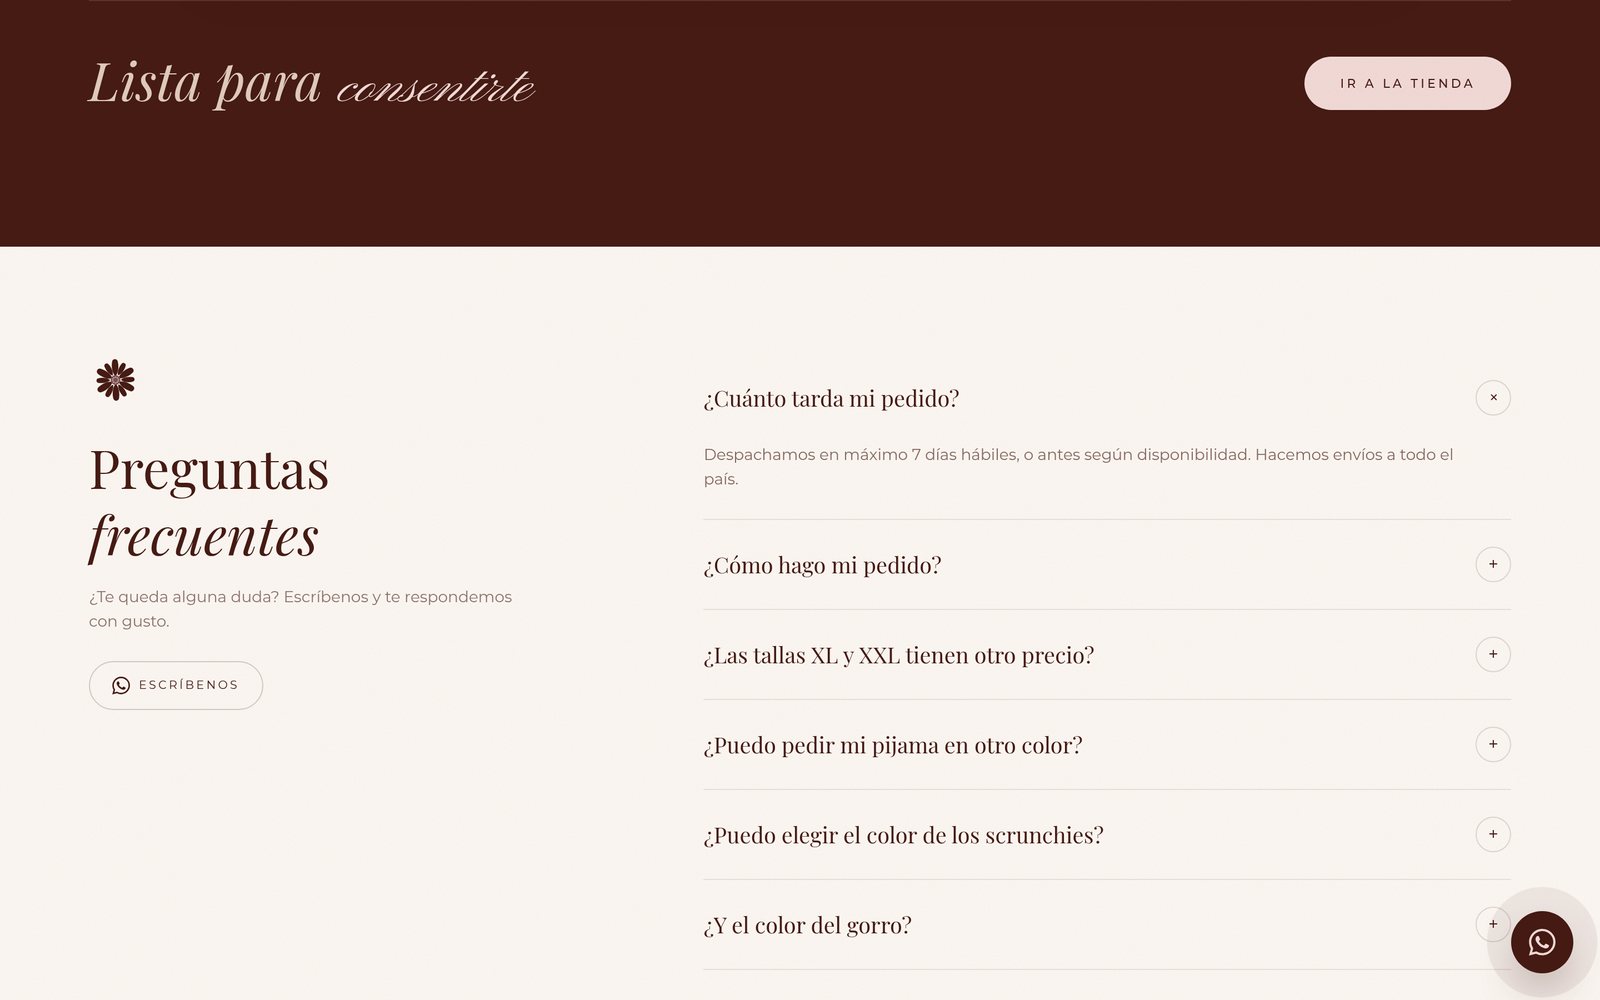 Lista para consentirte
IR A LA TIENDA
Preguntas
frecuentes
¿Te queda alguna duda? Escríbenos y te respondemos
con gusto.
ESCRÍBENOS
¿Cuánto tarda mi pedido?
Despachamos en máximo 7 días hábiles, o antes según disponibilidad. Hacemos envíos a todo el
país.
¿Cómo hago mi pedido?
¿Las tallas XL y XXL tienen otro precio?
¿Puedo pedir mi pijama en otro color?
¿Puedo elegir el color de los scrunchies?
¿Y el color del gorro?